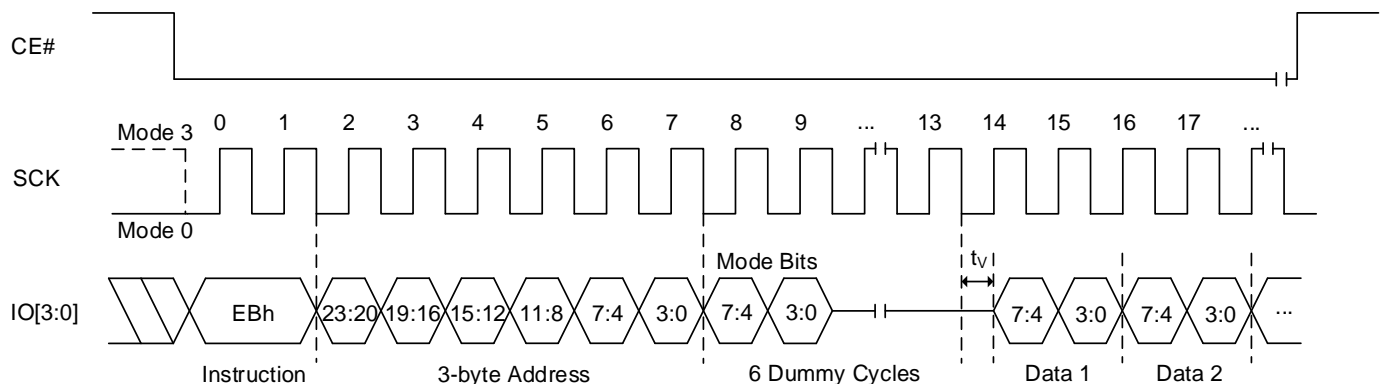 CE#
0 1 2 3 4 5 6 7 8 9 ... 13 14 15 16 17 ...
Mode 3
SCK
Mode 0
Mode Bits
tV
IO[3:0]
EBh 23:20 19:16 15:12 11:8 7:4 3:0 7:4 3:0 7:4 3:0 7:4 3:0 ...
Instruction 3-byte Address 6 Dummy Cycles Data 1 Data 2